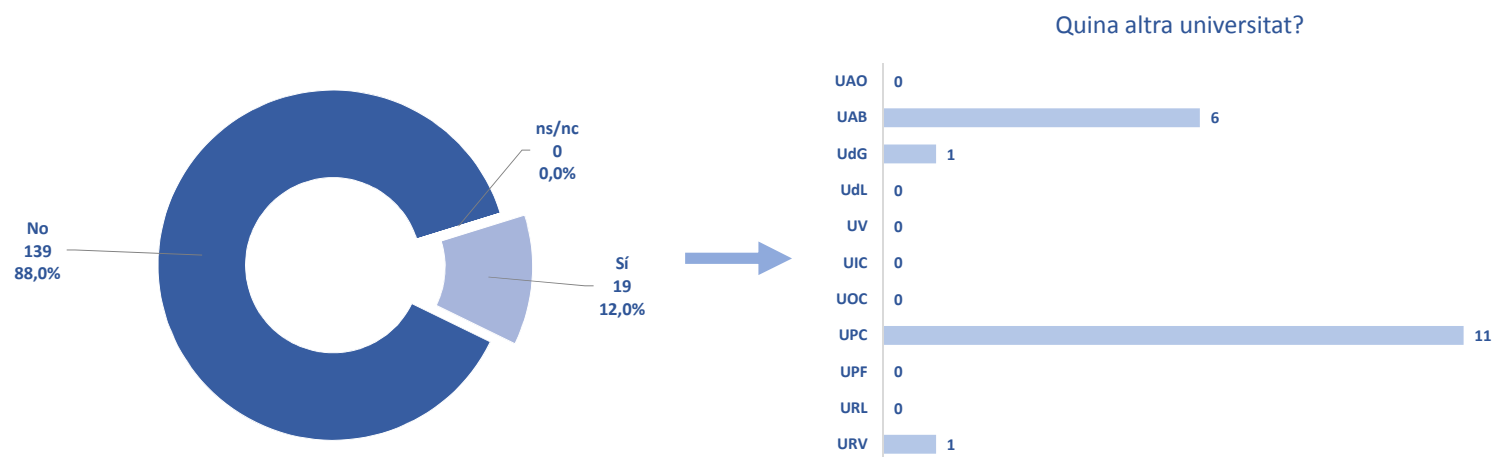 ns/nc
0
0,0%
No
139
88,0%
Sí
19
12,0%
Quina altra universitat?
UAO 0
UAB 6
UdG 1
UdL 0
UV 0
UIC 0
UOC 0
UPC 11
UPF 0
URL 0
URV 1